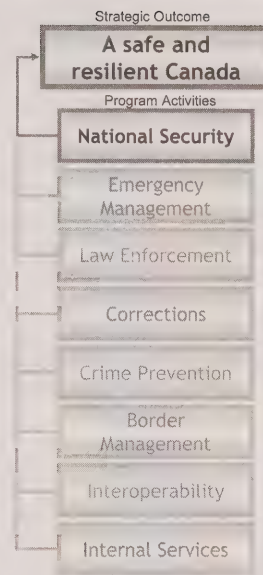 Strategic Outcome
A safe and
resilient Canada
Program Activities
National Security
Emergency
Management
Law Enforcement
Corrections
Crime Prevention
Border
Management
Interoperability
Internal Services